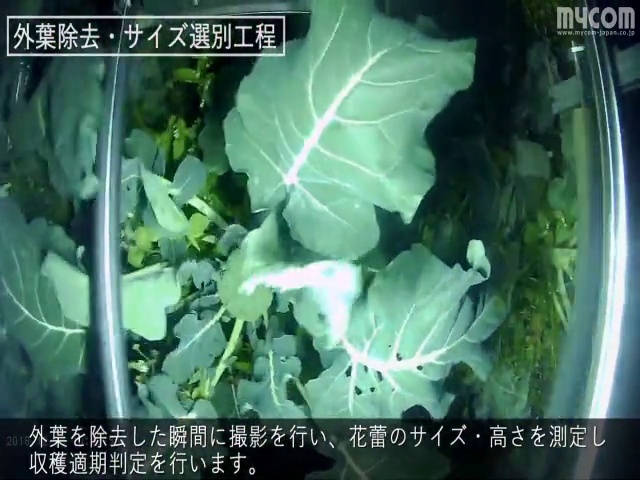 外葉除去・サイズ選別工程
mycom
www.mycom-japan.co.jp
外葉を除去した瞬間に撮影を行い、花蕾のサイズ・高さを測定し
収穫適期判定を行います。